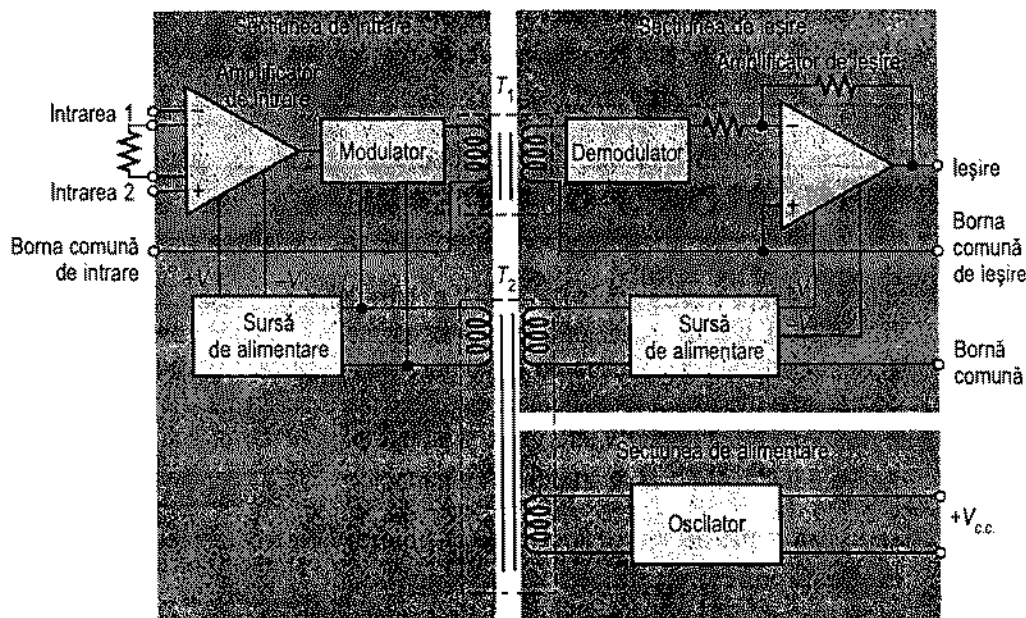 Secțiunea de intrare
Amplificator
de intrare
Intrarea 1
Intrarea 2
Modulator
Borna comună
de intrare
+V
−V
Sursă
de alimentare
T1
T2
Secțiunea de ieșire
Amplificator de ieșire
Demodulator
Ieșire
Borna
comună
de ieșire
Sursă
de alimentare
Bornă
comună
Secțiunea de alimentare
Oscilator
+Vc.c.